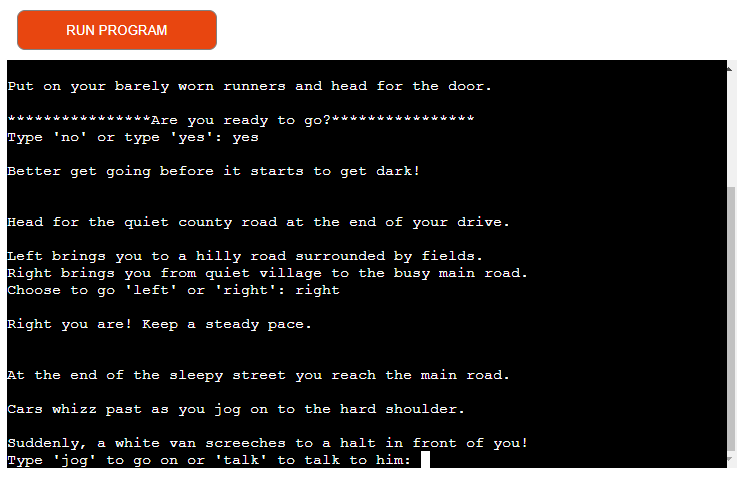 RUN PROGRAM
Put on your barely worn runners and head for the door.
****************Are you ready to go?****************
Type 'no' or type 'yes': yes
Better get going before it starts to get dark!
Head for the quiet county road at the end of your drive.
Left brings you to a hilly road surrounded by fields.
Right brings you from quiet village to the busy main road.
Choose to go 'left' or 'right': right
Right you are! Keep a steady pace.
At the end of the sleepy street you reach the main road.
Cars whizz past as you jog on to the hard shoulder.
Suddenly, a white van screeches to a halt in front of you!
Type 'jog' to go on or 'talk' to talk to him: